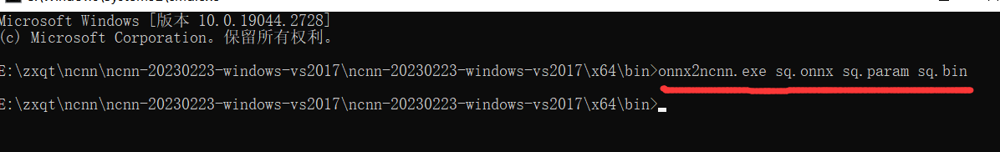 Microsoft Windows [版本 10.0.19044.2728]
(c) Microsoft Corporation。保留所有权利。
E:\zxqt\ncnn\ncnn-20230223-windows-vs2017\ncnn-20230223-windows-vs2017\x64\bin>onnx2ncnn.exe sq.onnx sq.param sq.bin
E:\zxqt\ncnn\ncnn-20230223-windows-vs2017\ncnn-20230223-windows-vs2017\x64\bin>